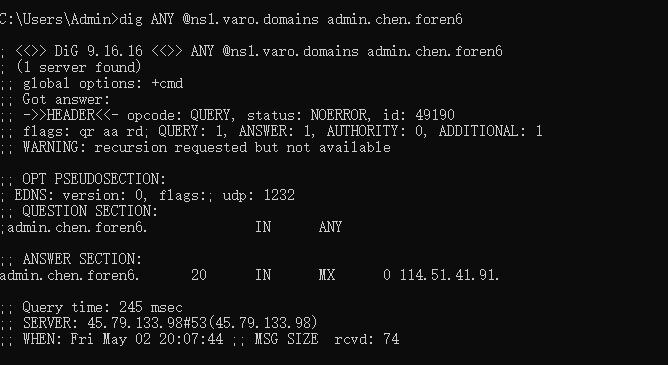 C:\Users\Admin>dig ANY @ns1.varo.domains admin.chen.foren6
; <<>> DiG 9.16.16 <<>> ANY @ns1.varo.domains admin.chen.foren6
; (1 server found)
;; global options: +cmd
;; Got answer:
;; ->>HEADER<<- opcode: QUERY, status: NOERROR, id: 49190
;; flags: qr aa rd; QUERY: 1, ANSWER: 1, AUTHORITY: 0, ADDITIONAL: 1
;; WARNING: recursion requested but not available
;; OPT PSEUDOSECTION:
; EDNS: version: 0, flags:; udp: 1232
;; QUESTION SECTION:
;admin.chen.foren6. IN ANY
;; ANSWER SECTION:
admin.chen.foren6. 20 IN MX 0 114.51.41.91.
;; Query time: 245 msec
;; SERVER: 45.79.133.98#53(45.79.133.98)
;; WHEN: Fri May 02 20:07:44 ;; MSG SIZE rcvd: 74